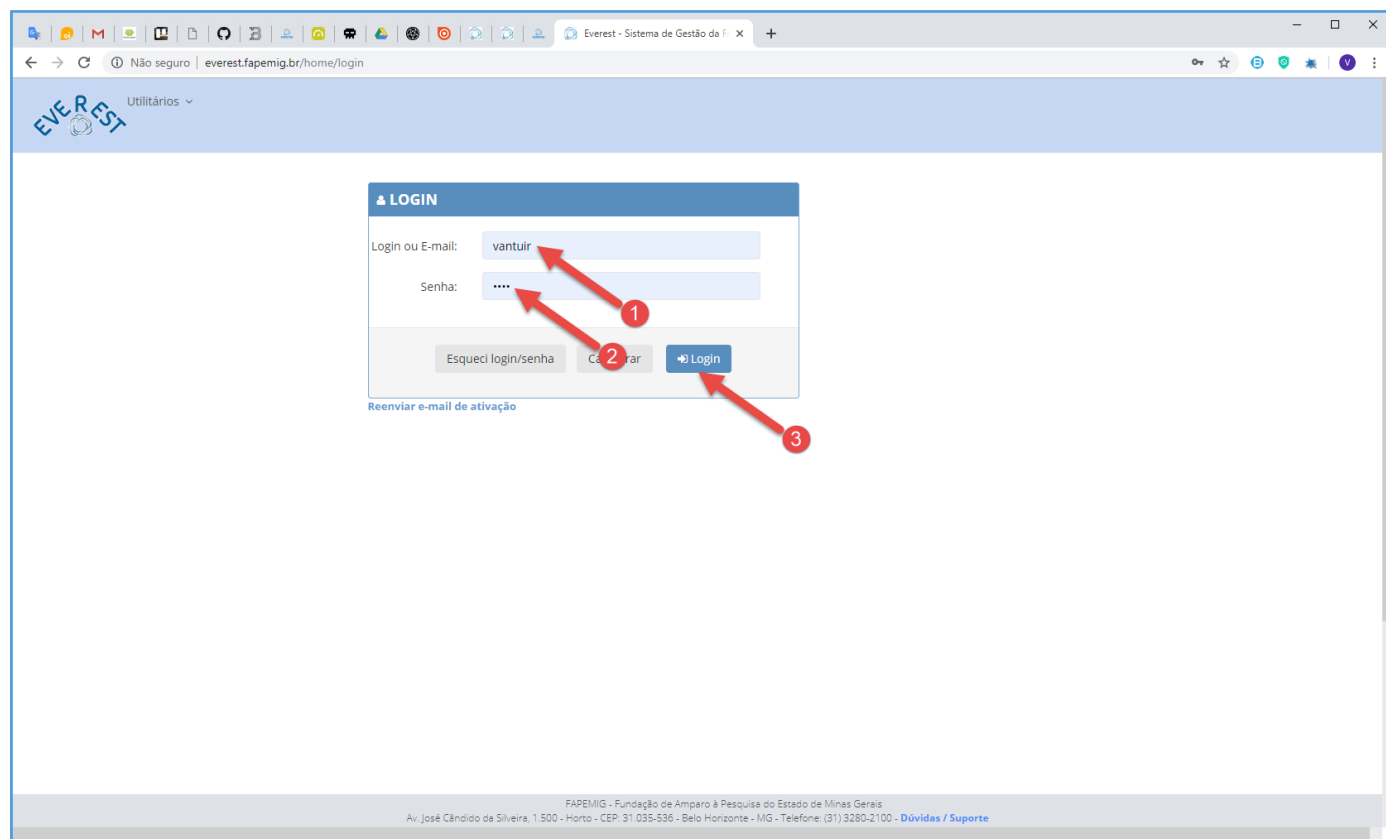 Everest - Sistema de Gestão da F
Não seguro | everest.fapemig.br/home/login
V
EVEREST
Utilitários
LOGIN
Login ou E-mail: vantuir
1
Senha: ••••
2
Esqueci login/senha
Login
3
Reenviar e-mail de ativação
FAPEMIG - Fundação de Amparo à Pesquisa do Estado de Minas Gerais
Av. José Cândido da Silveira, 1.500 - Horto - CEP: 31.035-536 - Belo Horizonte - MG - Telefone: (31) 3280-2100 - Dúvidas / Suporte